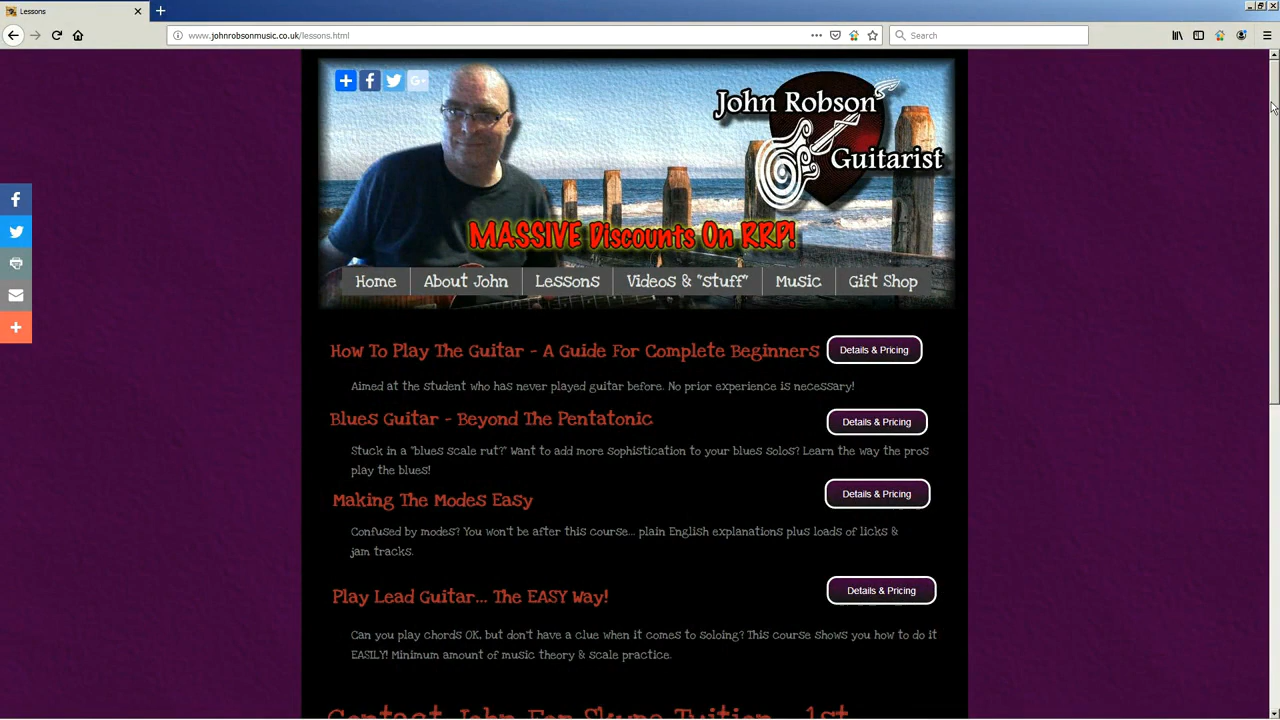 Lessons
www.johnrobsonmusic.co.uk/lessons.html
Search
John Robson
Guitarist
MASSIVE Discounts On RRP!
Home About John Lessons Videos & "stuff" Music Gift Shop
How To Play The Guitar - A Guide For Complete Beginners Details & Pricing
Aimed at the student who has never played guitar before. No prior experience is necessary!
Blues Guitar - Beyond The Pentatonic Details & Pricing
Stuck in a "blues scale rut?" Want to add more sophistication to your blues solos? Learn the way the pros
play the blues!
Making The Modes Easy Details & Pricing
Confused by modes? You won't be after this course... plain English explanations plus loads of licks &
jam tracks.
Play Lead Guitar... The EASY Way! Details & Pricing
Can you play chords OK, but don't have a clue when it comes to soloing? This course shows you how to do it
EASILY! Minimum amount of music theory & scale practice.
Contact John For Skype Tuition - 1st